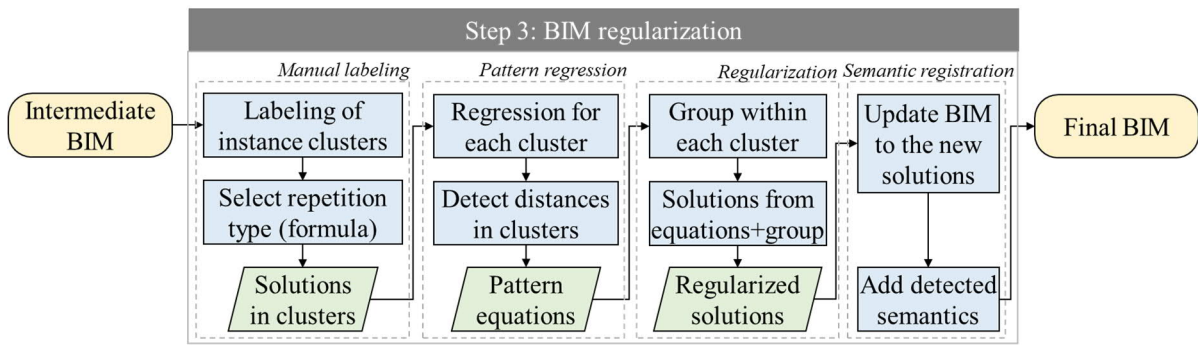 Step 3: BIM regularization
Manual labeling
Pattern regression
Regularization
Semantic registration
Intermediate
BIM
Labeling of
instance clusters
Select repetition
type (formula)
Solutions
in clusters
Regression for
each cluster
Detect distances
in clusters
Pattern
equations
Group within
each cluster
Solutions from
equations+group
Regularized
solutions
Update BIM
to the new
solutions
Add detected
semantics
Final BIM